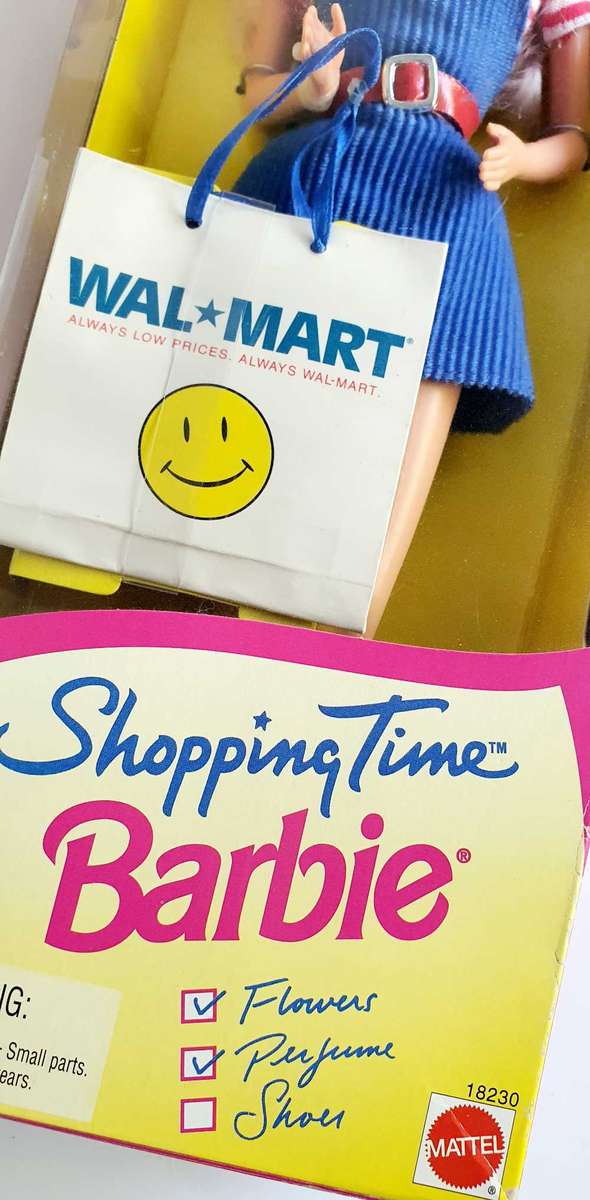 WAL★MART®
ALWAYS LOW PRICES. ALWAYS WAL-MART.
Shopping Time™
Barbie®
IG:
- Small parts.
ears.
Flowers
Perfume
Shoes
18230
MATTEL
®